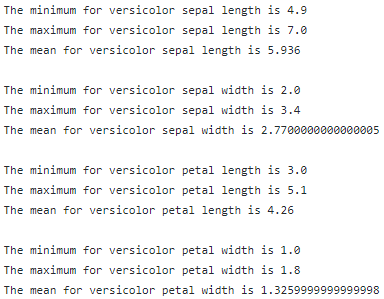 The minimum for versicolor sepal length is 4.9
The maximum for versicolor sepal length is 7.0
The mean for versicolor sepal length is 5.936
The minimum for versicolor sepal width is 2.0
The maximum for versicolor sepal width is 3.4
The mean for versicolor sepal width is 2.7700000000000005
The minimum for versicolor petal length is 3.0
The maximum for versicolor petal length is 5.1
The mean for versicolor petal length is 4.26
The minimum for versicolor petal width is 1.0
The maximum for versicolor petal width is 1.8
The mean for versicolor petal width is 1.3259999999999998